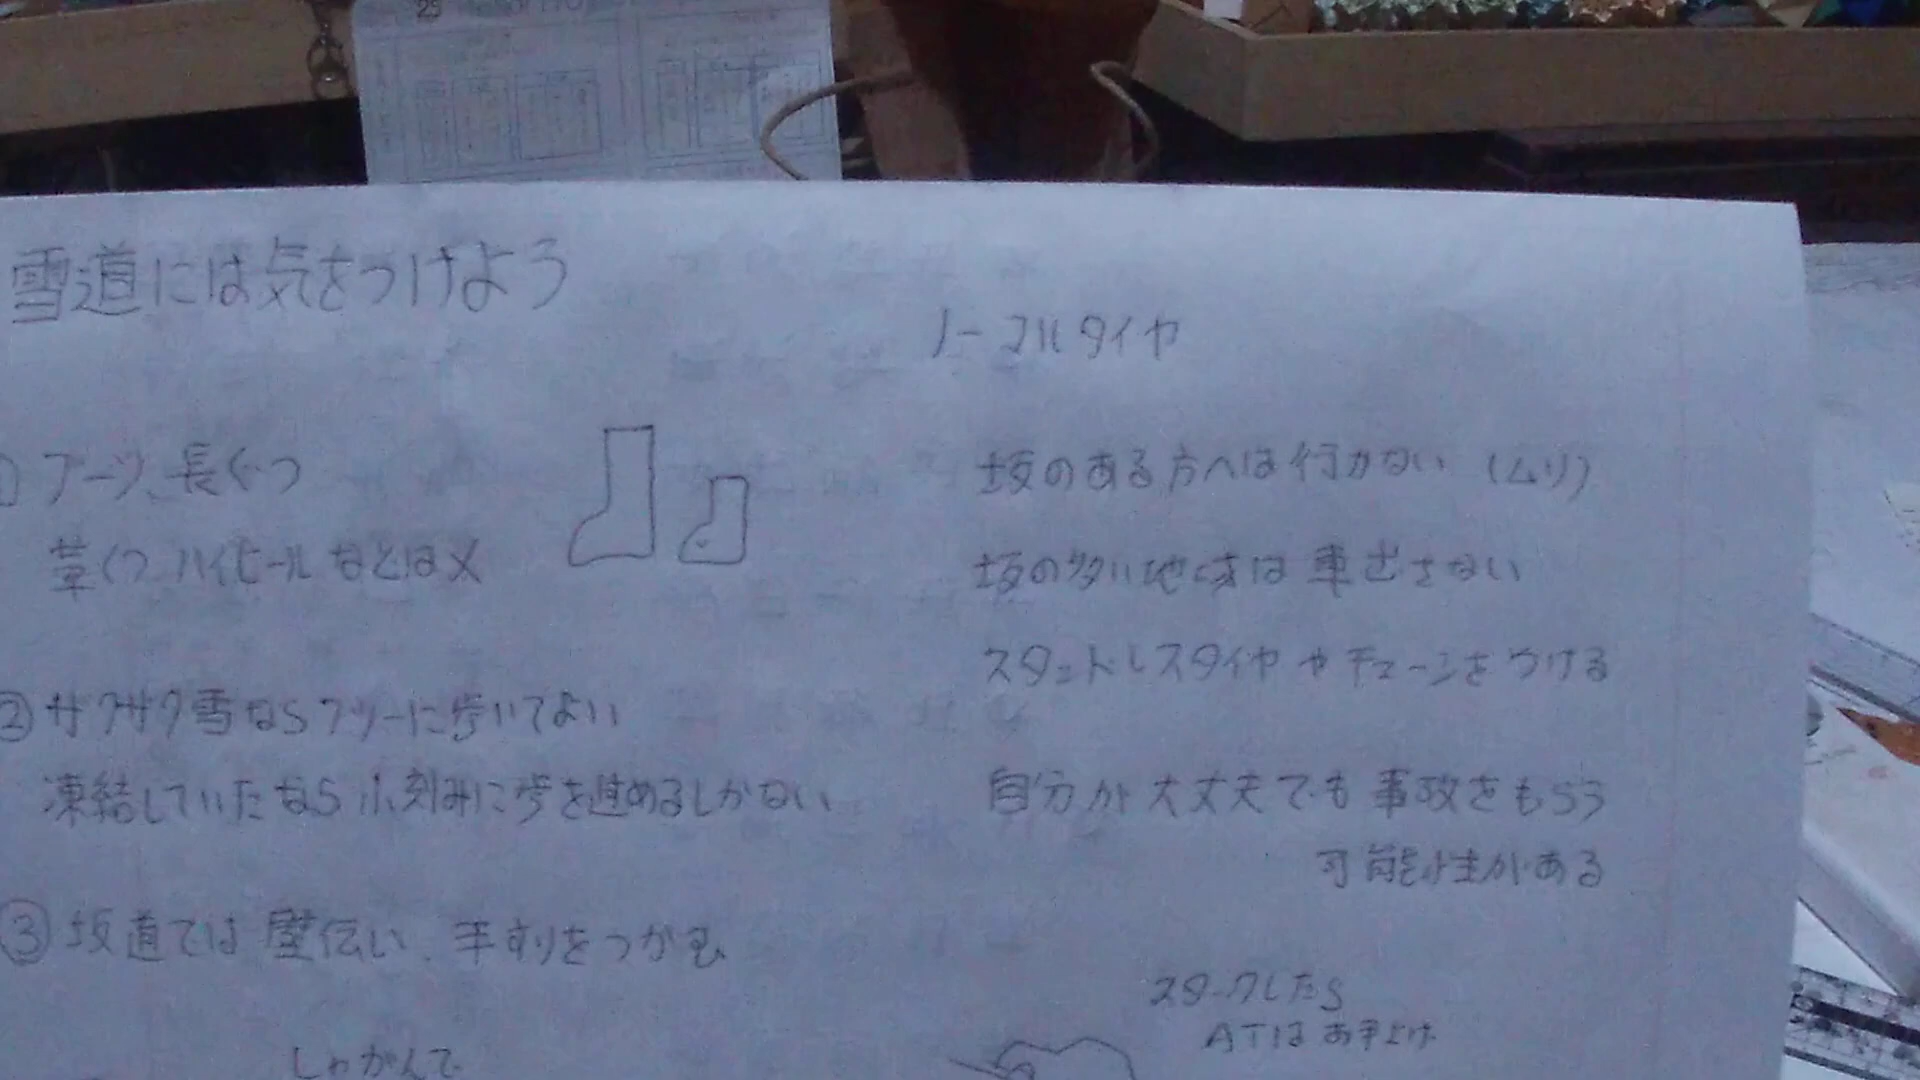 雪道には気をつけよう
① ブーツ、長ぐつ
革ぐつ ハイヒールなどは✕
② サクサク雪ならフツーに歩いてよい
凍結していたなら小刻みに歩を進めるしかない
③ 坂道では壁伝い、手すりをつかむ
しゃがんで
ノーマルタイヤ
坂のある方へは行かない (ムリ)
坂の多い地域は車出さない
スタッドレスタイヤやチェーンをつける
自分が大丈夫でも事故をもらう
可能性がある
スタックしたら
ATはお手上げ
25